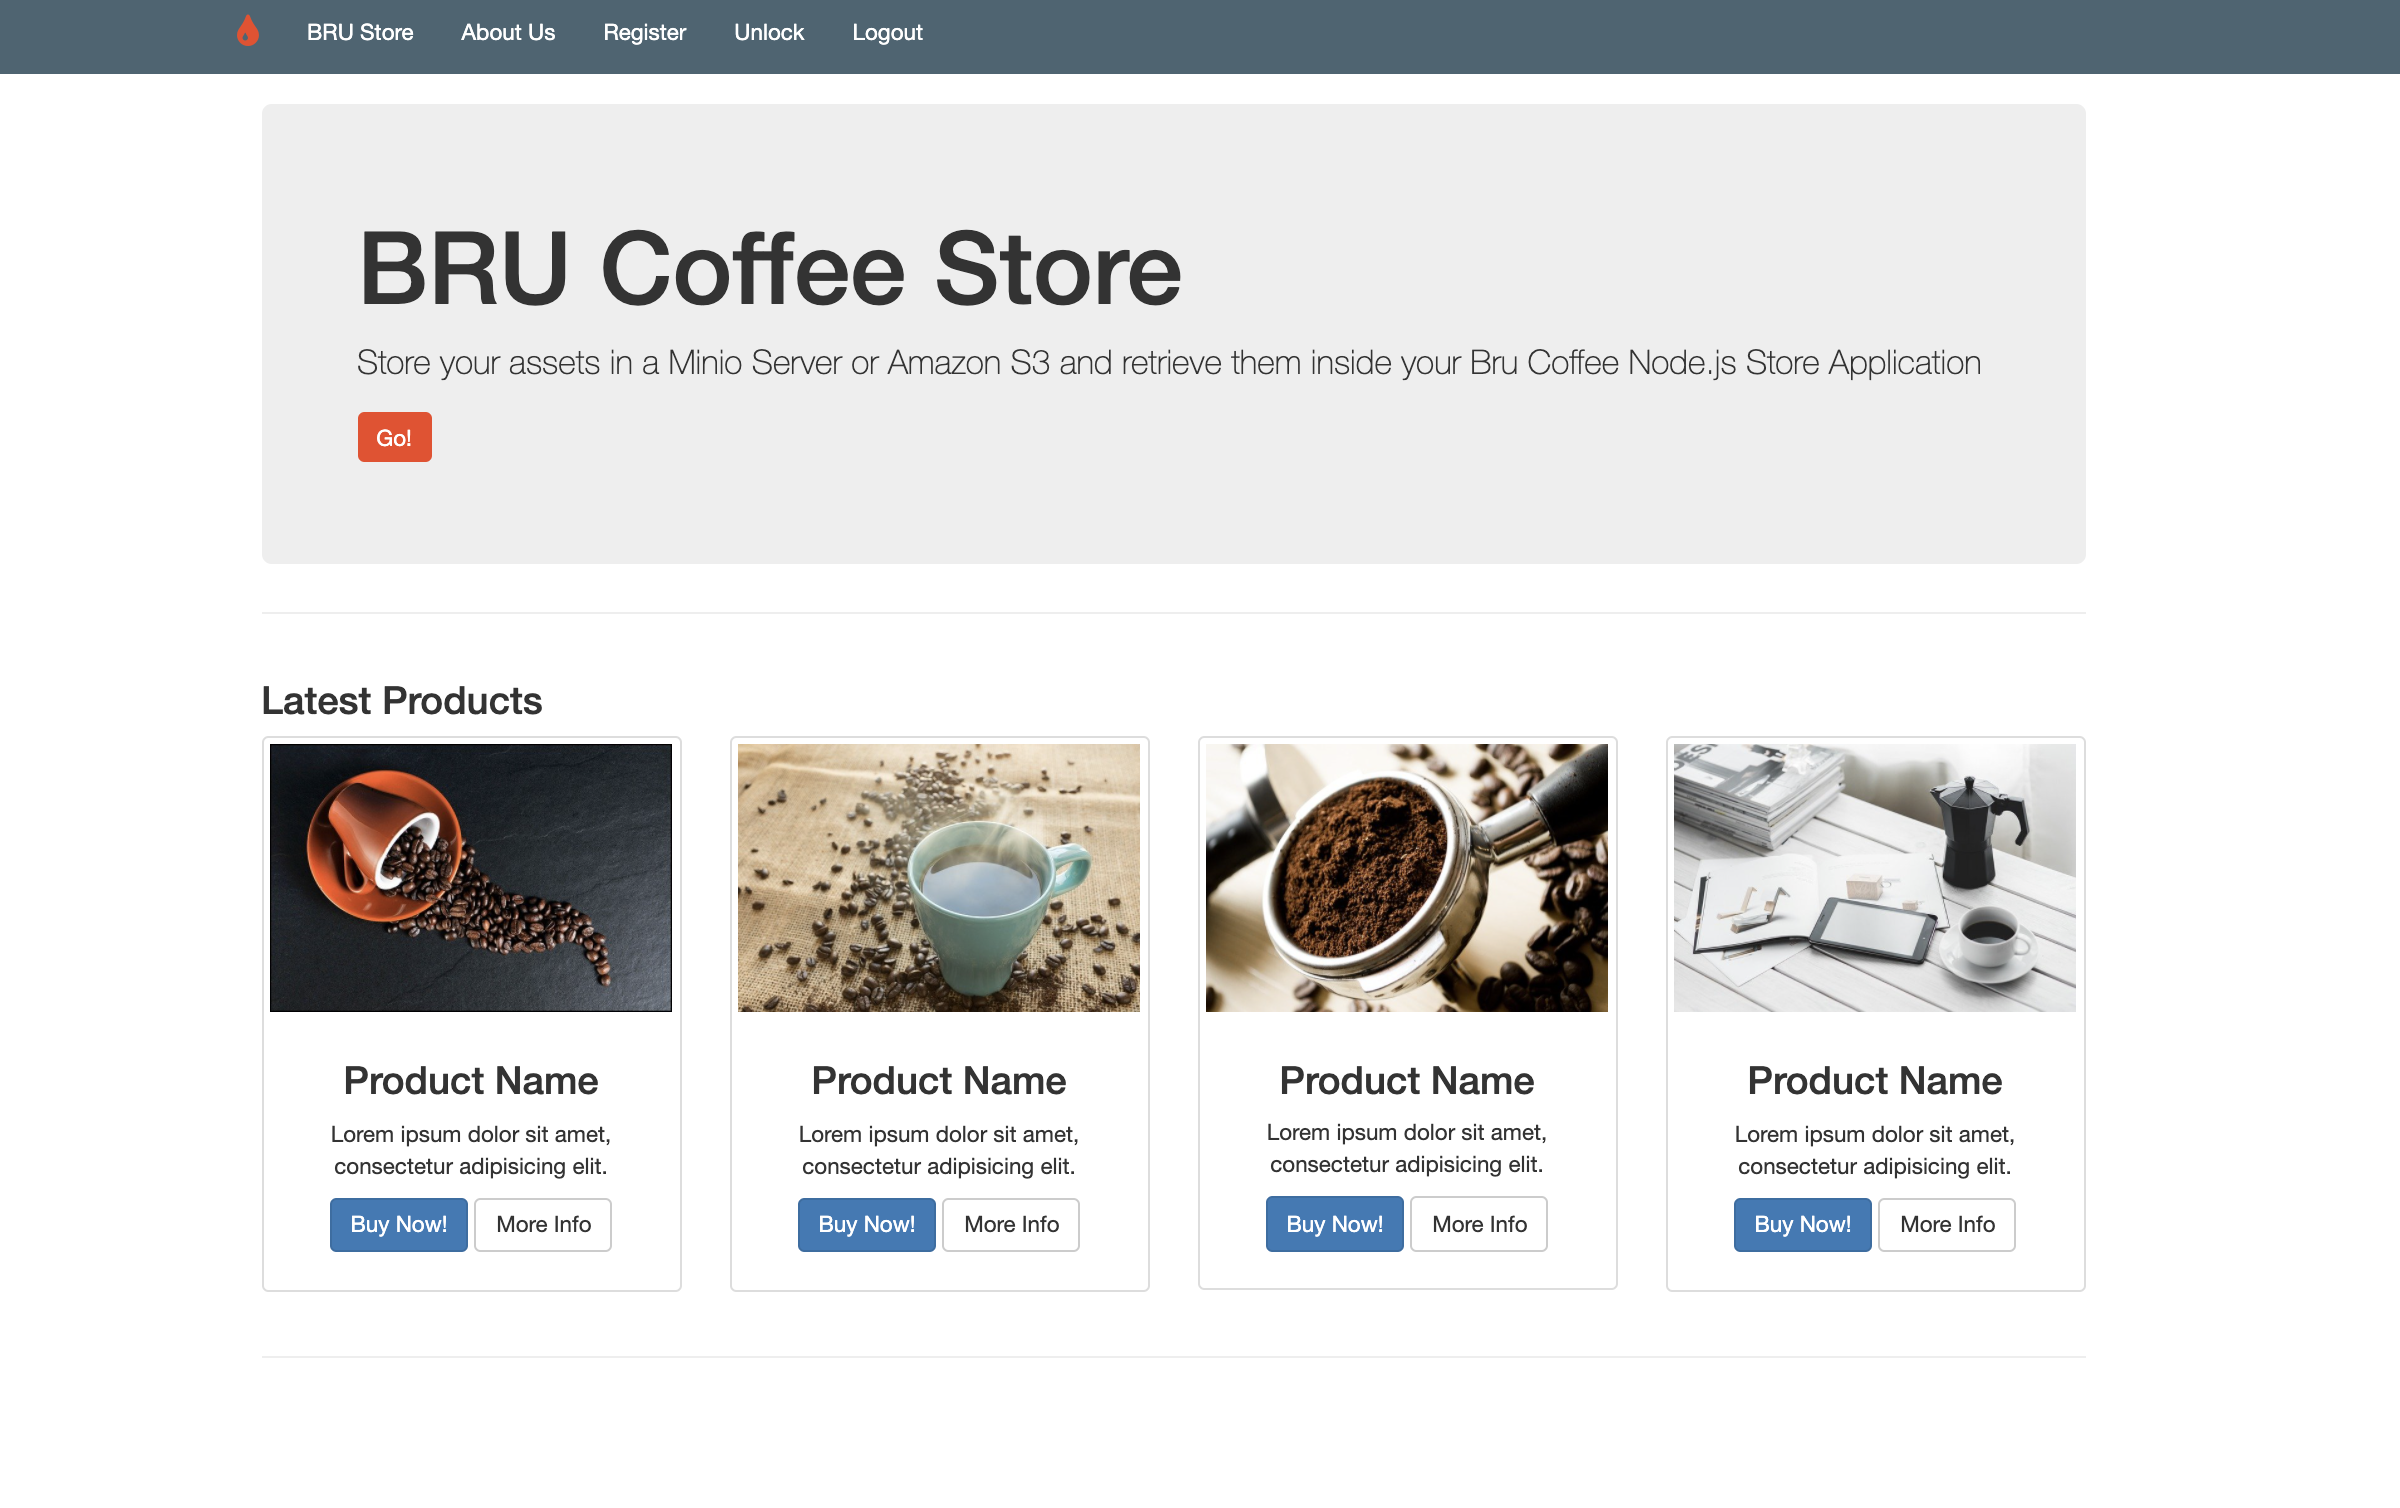 BRU Store About Us Register Unlock Logout
BRU Coffee Store
Store your assets in a Minio Server or Amazon S3 and retrieve them inside your Bru Coffee Node.js Store Application
Go!
Latest Products
Product Name
Lorem ipsum dolor sit amet,
consectetur adipisicing elit.
Buy Now! More Info
Product Name
Lorem ipsum dolor sit amet,
consectetur adipisicing elit.
Buy Now! More Info
Product Name
Lorem ipsum dolor sit amet,
consectetur adipisicing elit.
Buy Now! More Info
Product Name
Lorem ipsum dolor sit amet,
consectetur adipisicing elit.
Buy Now! More Info